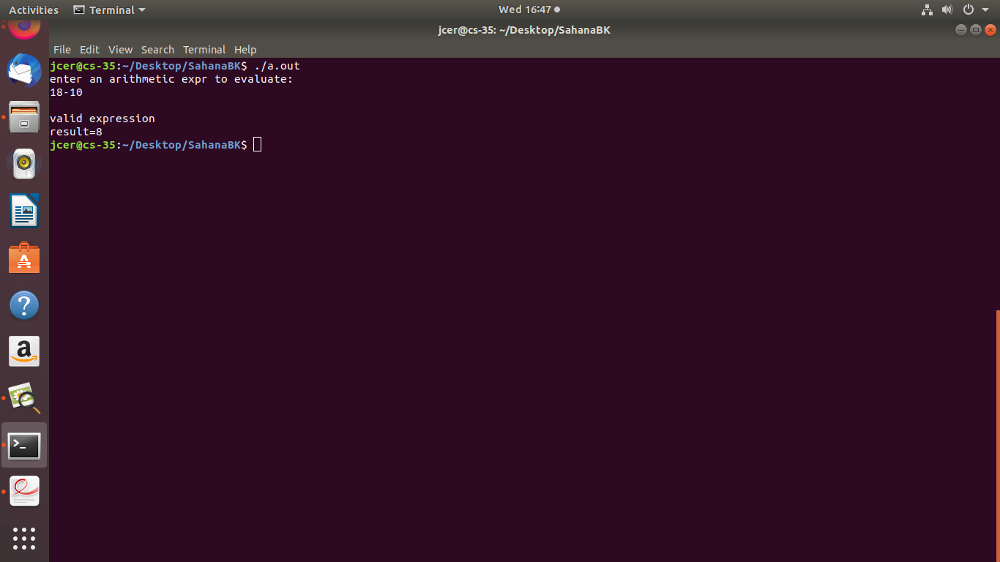 Activities Terminal Wed 16:47
jcer@cs-35: ~/Desktop/SahanaBK
File Edit View Search Terminal Help
jcer@cs-35:~/Desktop/SahanaBK$ ./a.out
enter an arithmetic expr to evaluate:
18-10
valid expression
result=8
jcer@cs-35:~/Desktop/SahanaBK$